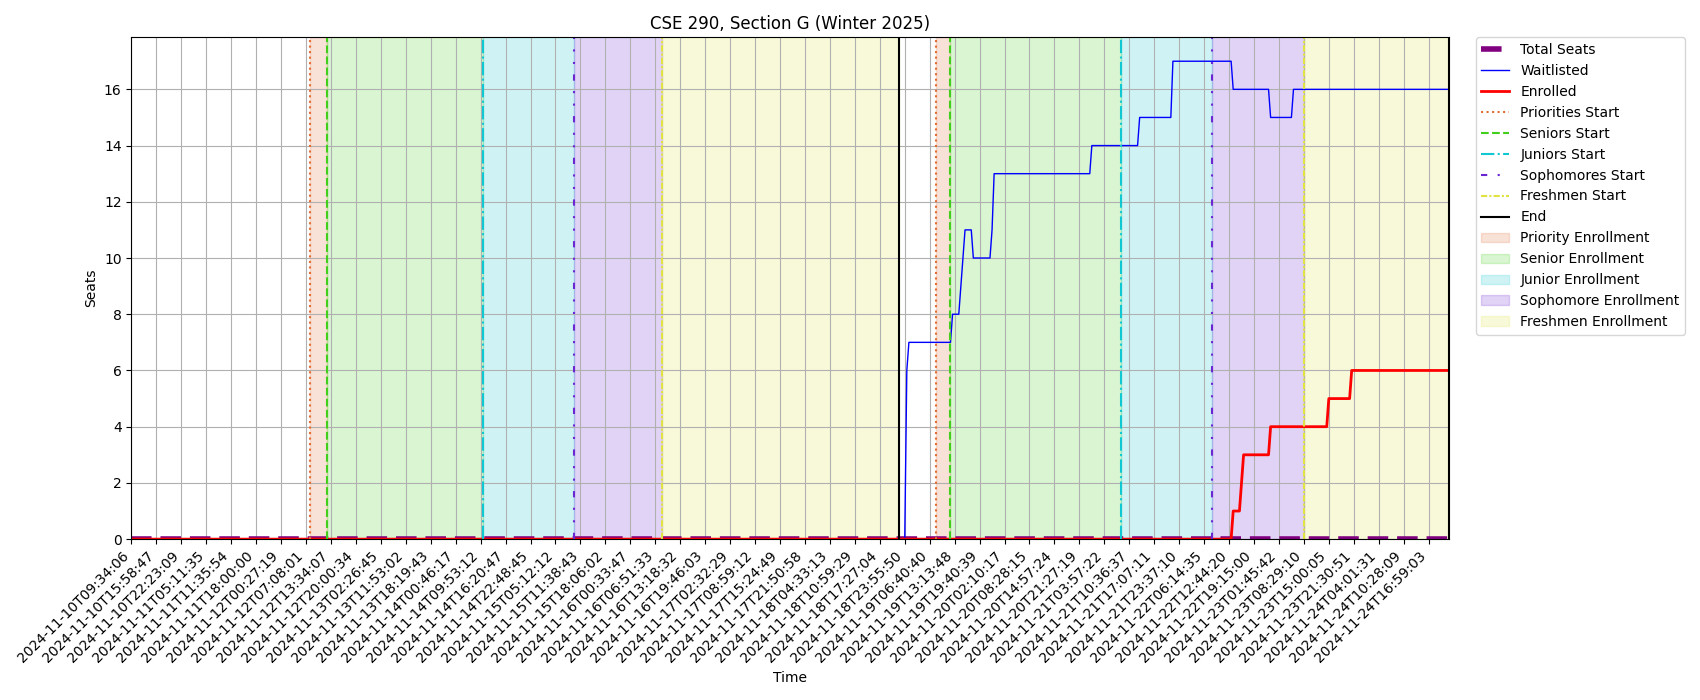 CSE 290, Section G (Winter 2025)
Seats
16
14
12
10
8
6
4
2
0
2024-11-10T09:34:06
2024-11-10T15:58:47
2024-11-10T22:23:09
2024-11-11T05:11:35
2024-11-11T11:35:54
2024-11-11T18:00:00
2024-11-12T00:27:19
2024-11-12T07:08:01
2024-11-12T13:34:07
2024-11-12T20:00:34
2024-11-13T02:26:45
2024-11-13T11:53:02
2024-11-13T18:19:43
2024-11-14T00:46:17
2024-11-14T09:53:12
2024-11-14T16:20:47
2024-11-14T22:48:45
2024-11-15T05:12:12
2024-11-15T11:38:43
2024-11-15T18:06:02
2024-11-16T00:33:47
2024-11-16T06:51:33
2024-11-16T13:18:32
2024-11-16T19:46:03
2024-11-17T02:32:29
2024-11-17T08:59:12
2024-11-17T15:24:49
2024-11-17T21:50:58
2024-11-18T04:33:13
2024-11-18T10:59:29
2024-11-18T17:27:04
2024-11-18T23:55:50
2024-11-19T06:40:40
2024-11-19T13:13:48
2024-11-19T19:40:39
2024-11-20T02:10:17
2024-11-20T08:28:15
2024-11-20T14:57:24
2024-11-20T21:27:19
2024-11-21T03:57:22
2024-11-21T10:36:37
2024-11-21T17:07:11
2024-11-21T23:37:10
2024-11-22T06:14:35
2024-11-22T12:44:20
2024-11-22T19:15:00
2024-11-23T01:45:42
2024-11-23T08:29:10
2024-11-23T15:00:05
2024-11-23T21:30:51
2024-11-24T04:01:31
2024-11-24T10:28:09
2024-11-24T16:59:03
Time
Total Seats
Waitlisted
Enrolled
Priorities Start
Seniors Start
Juniors Start
Sophomores Start
Freshmen Start
End
Priority Enrollment
Senior Enrollment
Junior Enrollment
Sophomore Enrollment
Freshmen Enrollment